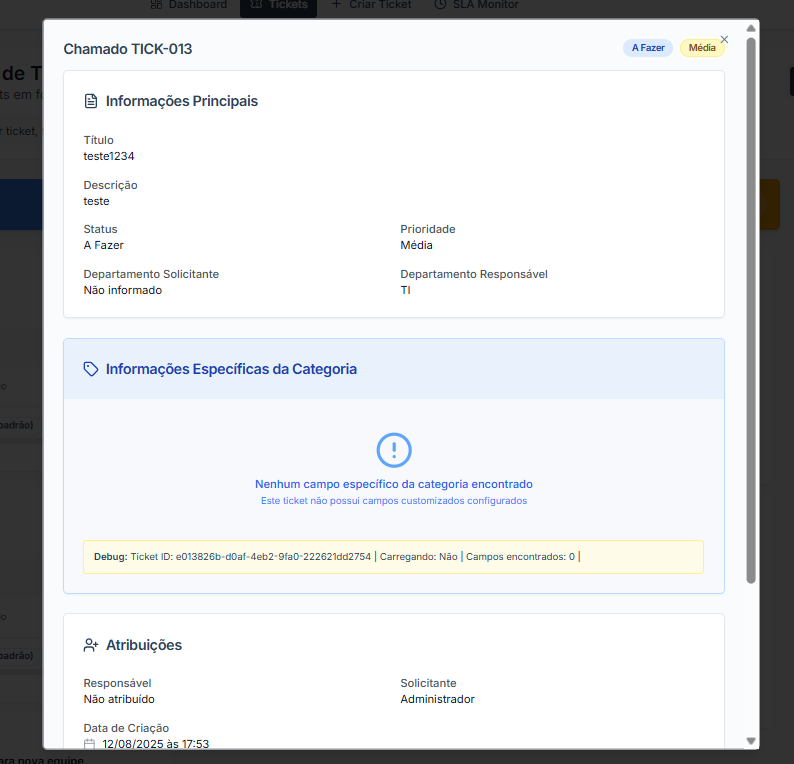 Dashboard Tickets Criar Ticket SLA Monitor
Chamado TICK-013 A Fazer Média
de T
ts em fo
r ticket,
Informações Principais
Título
teste1234
Descrição
teste
Status Prioridade
A Fazer Média
Departamento Solicitante Departamento Responsável
Não informado TI
Informações Específicas da Categoria
padrão)
Nenhum campo específico da categoria encontrado
Este ticket não possui campos customizados configurados
Debug: Ticket ID: e013826b-d0af-4eb2-9fa0-222621dd2754 | Carregando: Não | Campos encontrados: 0 |
Atribuições
padrão)
Responsável Solicitante
Não atribuído Administrador
Data de Criação
12/08/2025 às 17:53
ara nova equipe